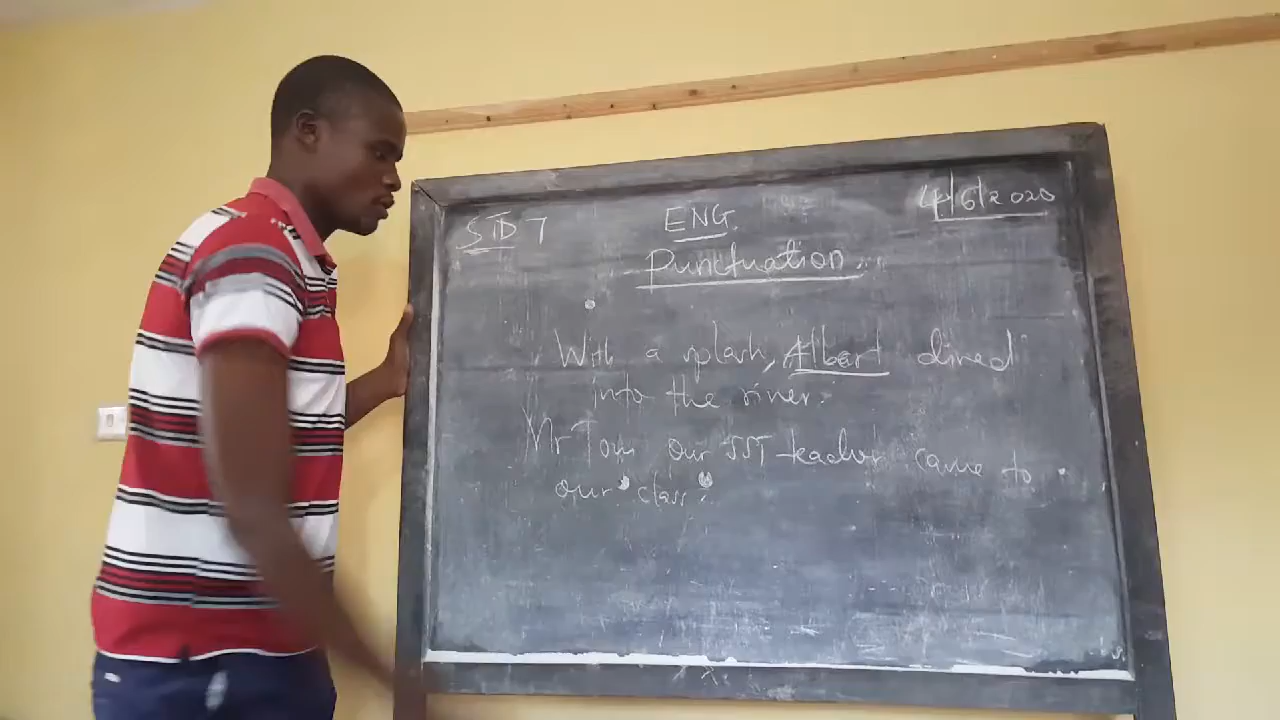 STD 7 ENG. 4/6/2020
Punctuation
With a splash, Albert dived
into the river.
Mr Tom our SST teacher came to
our class.